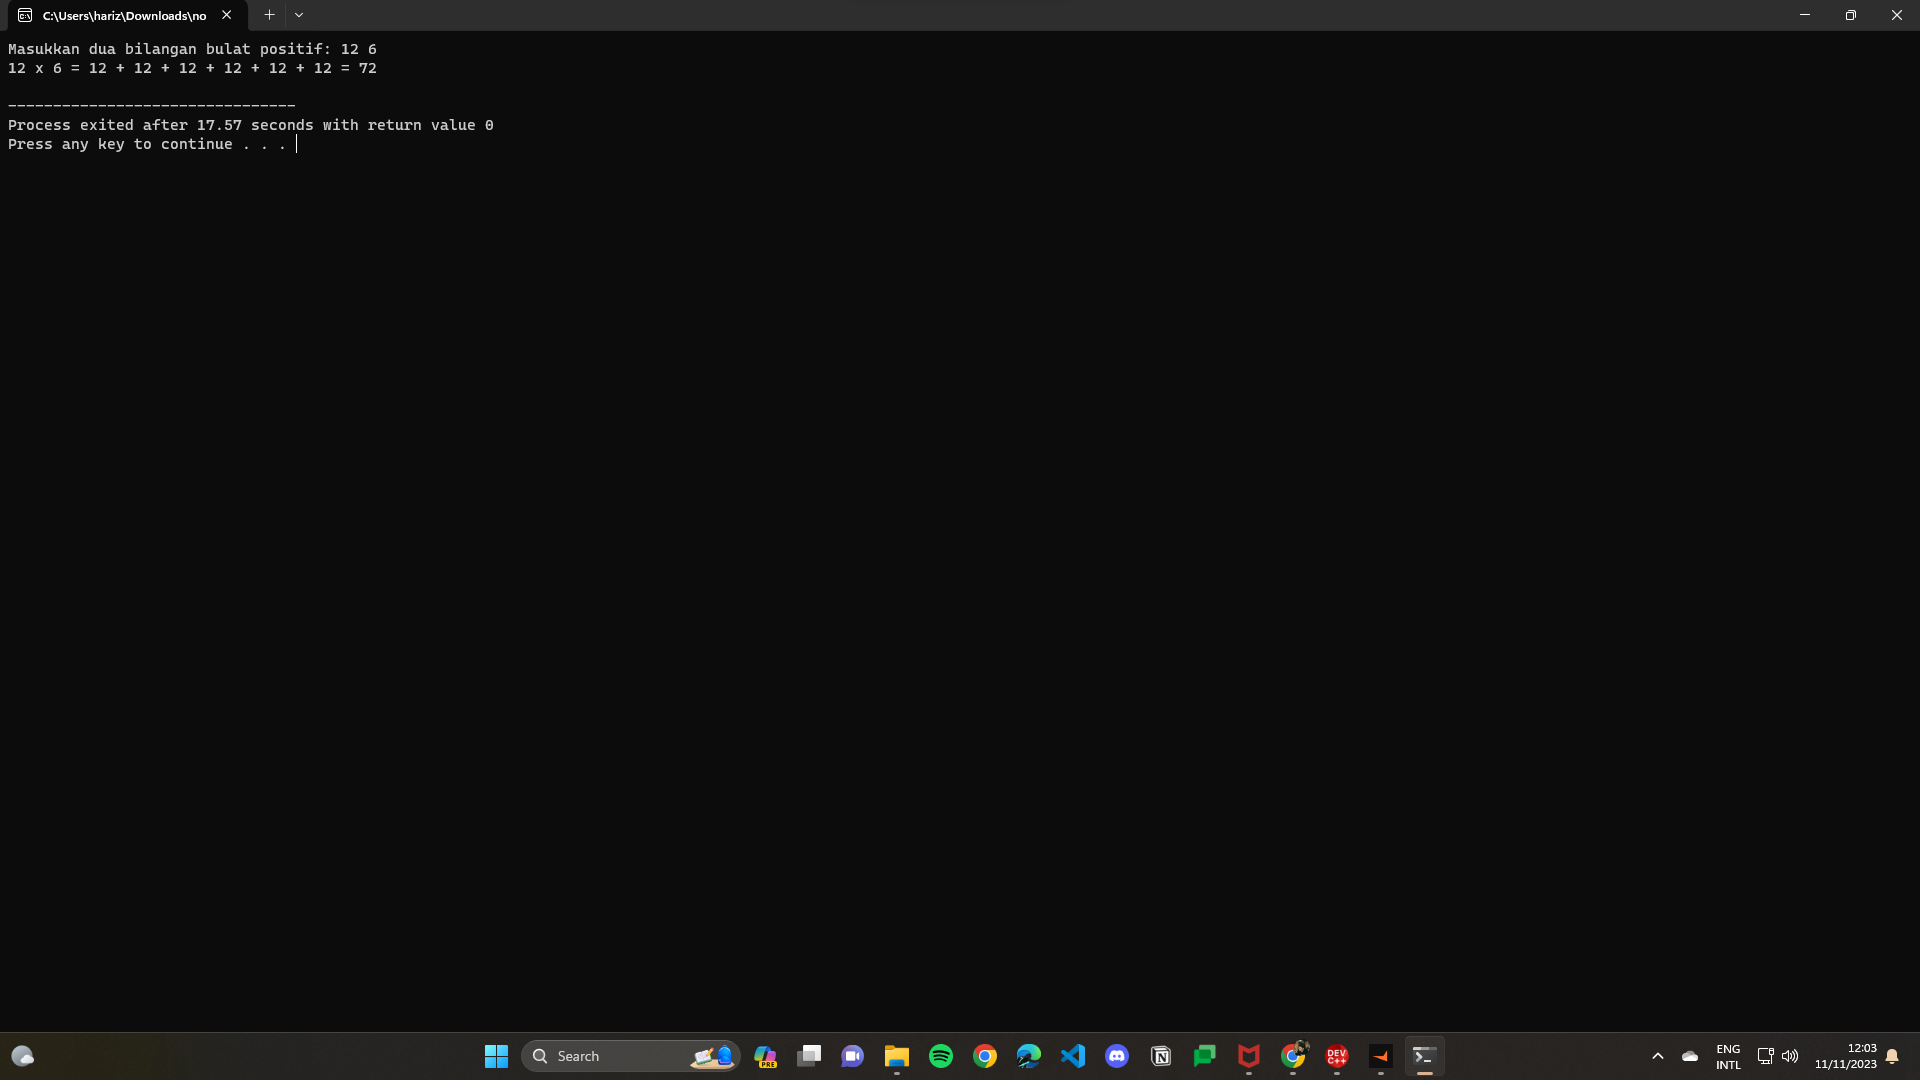 C:\Users\hariz\Downloads\no
Masukkan dua bilangan bulat positif: 12 6
12 x 6 = 12 + 12 + 12 + 12 + 12 + 12 = 72
--------------------------------
Process exited after 17.57 seconds with return value 0
Press any key to continue . . .
Search
PRE
DEV
C++
ENG
INTL
12:03
11/11/2023